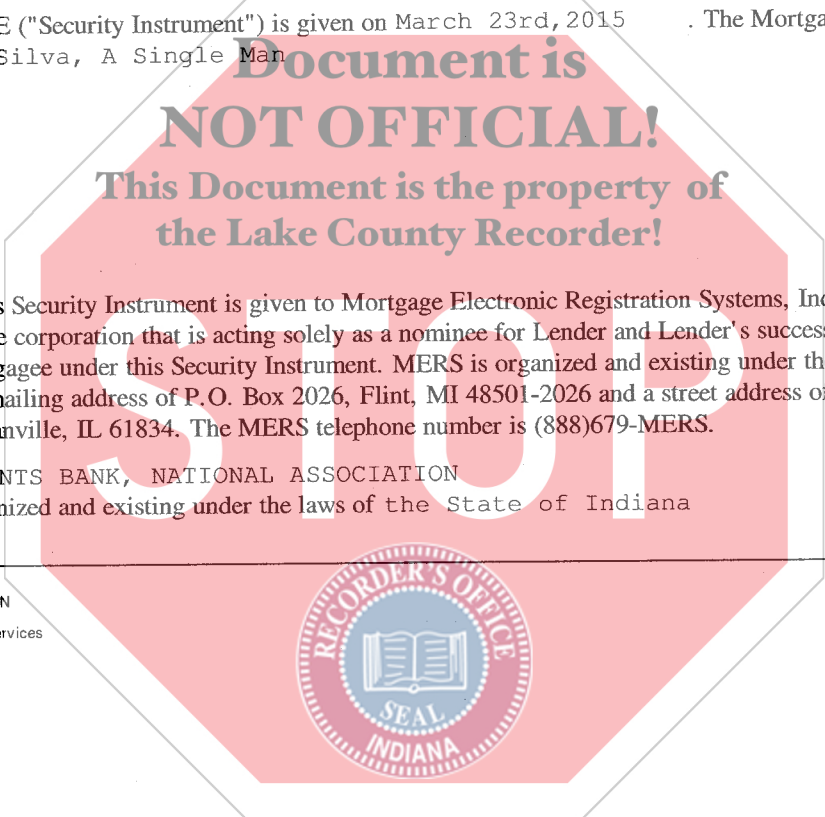 E ("Security Instrument") is given on March 23rd, 2015 . The Mortga
Silva, A Single Man
Document is
NOT OFFICIAL!
This Document is the property of
the Lake County Recorder!
s Security Instrument is given to Mortgage Electronic Registration Systems, Inc
e corporation that is acting solely as a nominee for Lender and Lender's success
gagee under this Security Instrument. MERS is organized and existing under th
nailing address of P.O. Box 2026, Flint, MI 48501-2026 and a street address o
nville, IL 61834. The MERS telephone number is (888)679-MERS.
STOP
NTS BANK, NATIONAL ASSOCIATION
nized and existing under the laws of the State of Indiana
N
ervices
RECORDER'S OFFICE
SEAL
INDIANA